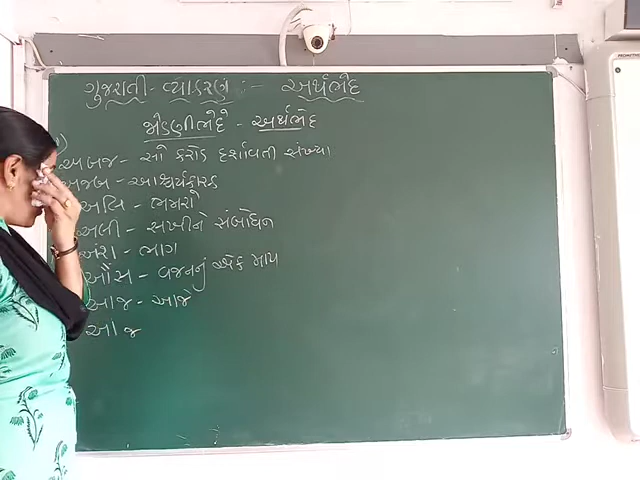 ગુજરાતી - વ્યાકરણ :- અર્થભેદ
જોડણીભેદે - અર્થભેદ
અબજ - સો કરોડ દર્શાવતી સંખ્યા
અજબ - આશ્ચર્યકારક
અલિ - ભમરો
અલી - સખીને સંબોધન
અંશ - ભાગ
ઔંસ - વજનનું એક માપ
આજ - આજે
આ જ